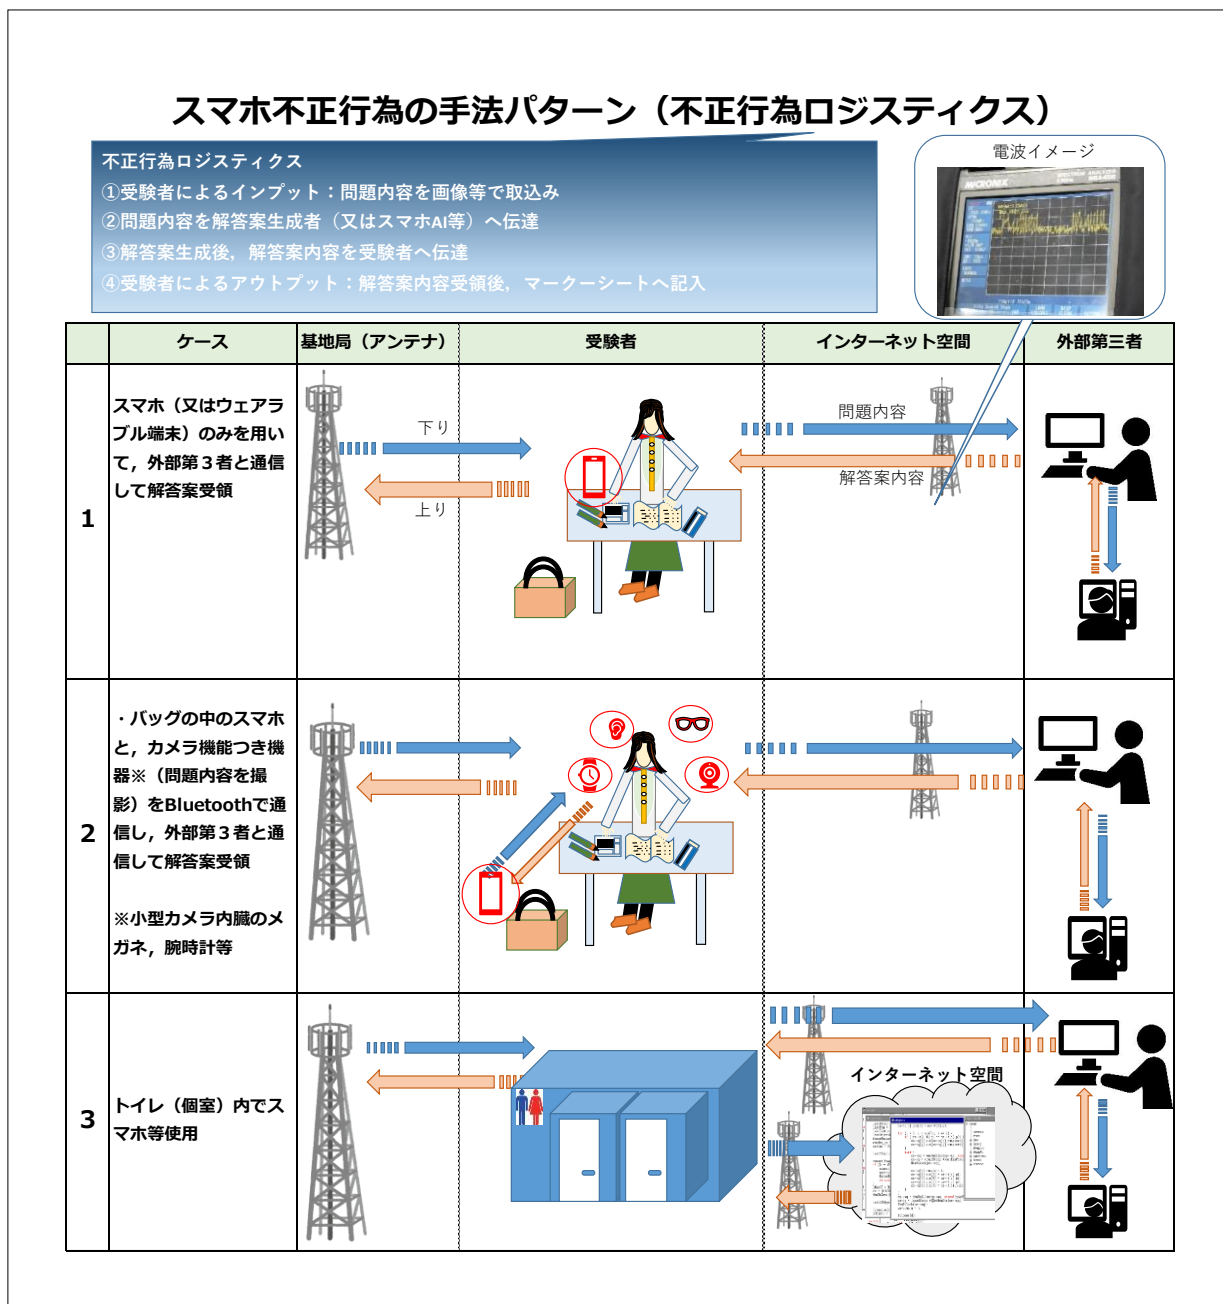 スマホ不正行為の手法パターン（不正行為ロジスティクス）
不正行為ロジスティクス
①受験者によるインプット：問題内容を画像等で取込み
②問題内容を解答案生成者（又はスマホAI等）へ伝達
③解答案生成後，解答案内容を受験者へ伝達
④受験者によるアウトプット：解答案内容受領後，マークーシートへ記入
電波イメージ
MICRONIX
ケース
基地局（アンテナ）
受験者
インターネット空間
外部第三者
1
スマホ（又はウェアラ
ブル端末）のみを用い
て，外部第３者と通信
して解答案受領
下り
上り
問題内容
解答案内容
2
・バッグの中のスマホ
と，カメラ機能つき機
器※（問題内容を撮
影）をBluetoothで通
信し，外部第３者と通
信して解答案受領
※小型カメラ内臓のメ
ガネ，腕時計等
3
トイレ（個室）内でス
マホ等使用
インターネット空間